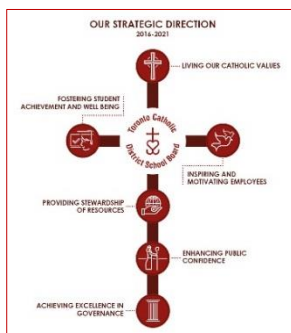 OUR STRATEGIC DIRECTION
2016-2021
LIVING OUR CATHOLIC VALUES
FOSTERING STUDENT
ACHIEVEMENT AND WELL BEING
Toronto Catholic
District School Board
INSPIRING AND
MOTIVATING EMPLOYEES
PROVIDING STEWARDSHIP
OF RESOURCES
ENHANCING PUBLIC
CONFIDENCE
ACHIEVING EXCELLENCE IN
GOVERNANCE